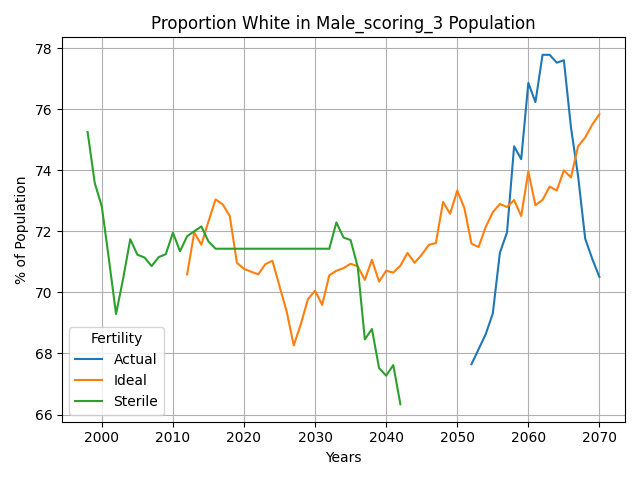 Proportion White in Male_scoring_3 Population
% of Population
78
76
74
72
70
68
66
Fertility
Actual
Ideal
Sterile
2000 2010 2020 2030 2040 2050 2060 2070
Years